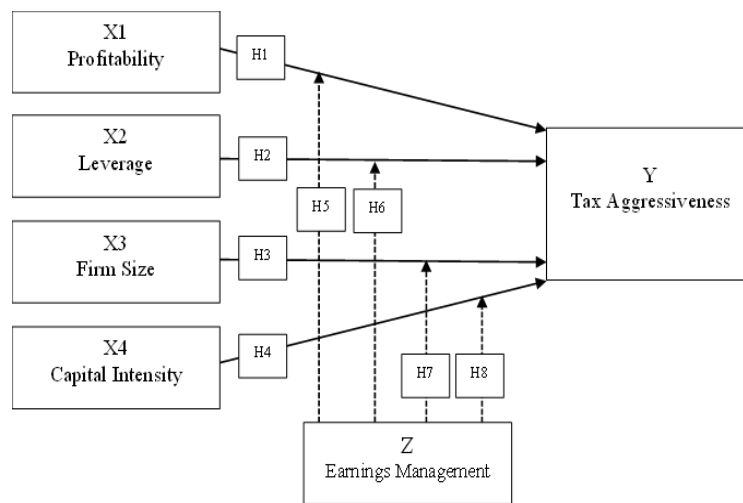 X1
Profitability
H1
X2
Leverage
H2
H5
H6
Y
Tax Aggressiveness
X3
Firm Size
H3
X4
Capital Intensity
H4
H7
H8
Z
Earnings Management